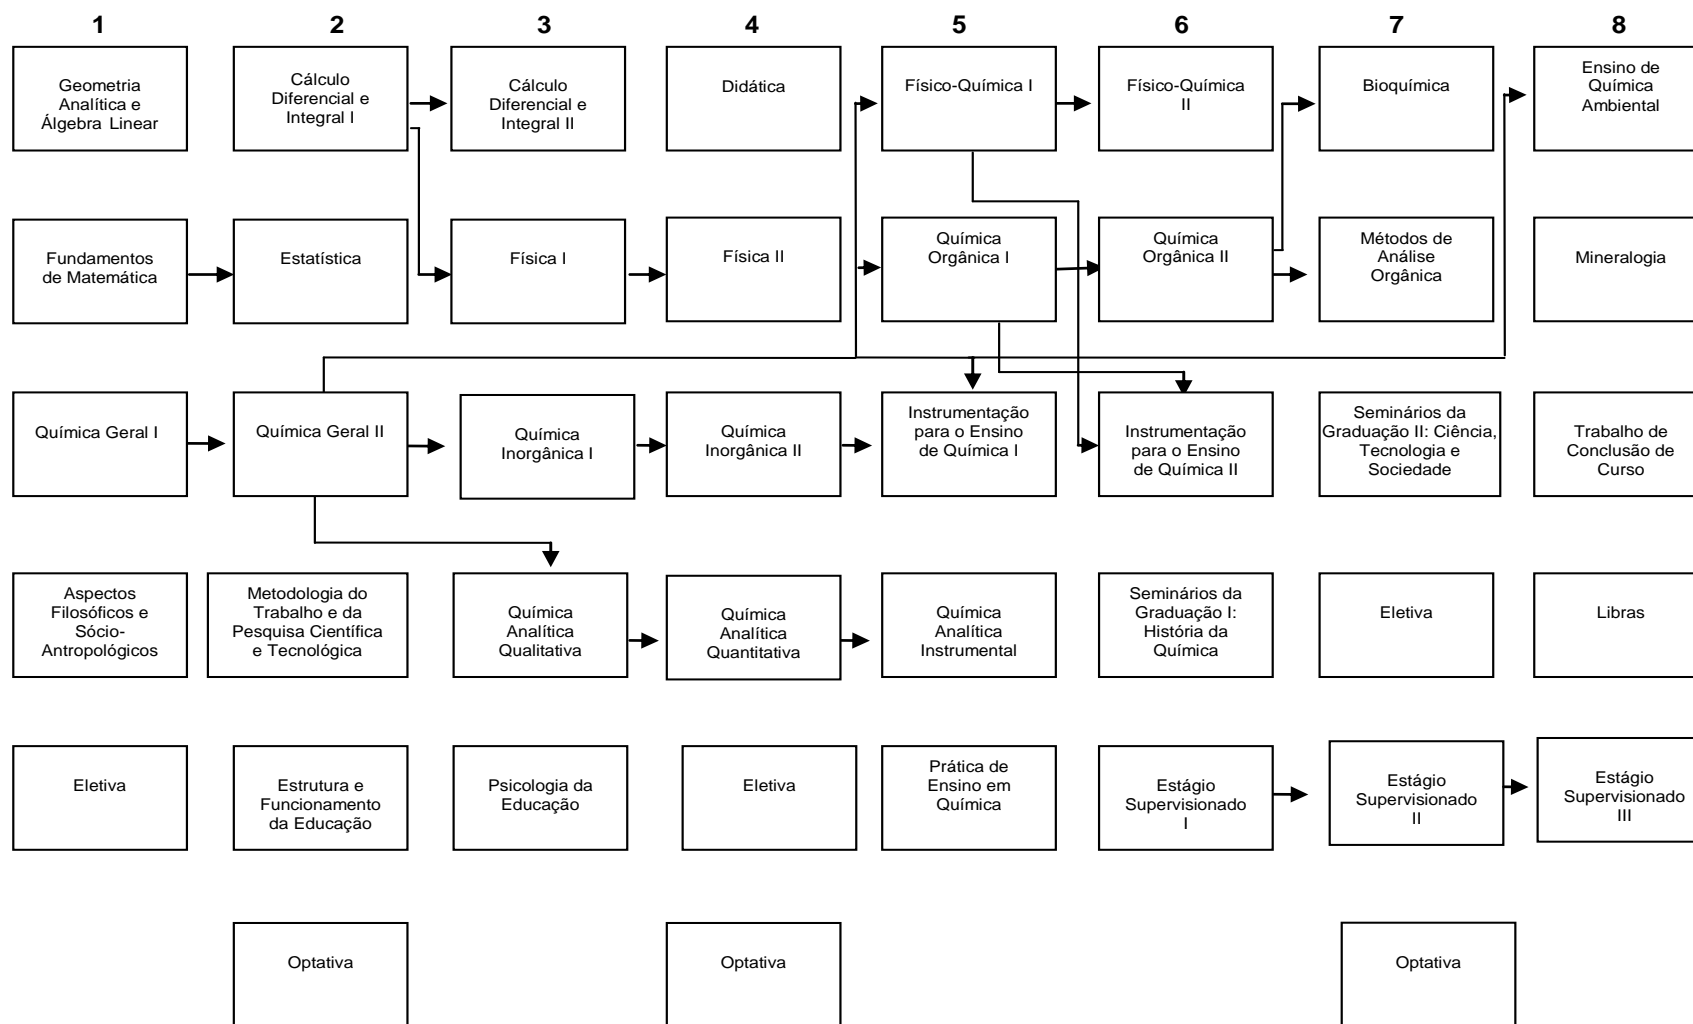 1 2 3 4 5 6 7 8
Geometria
Analítica e
Álgebra Linear
Cálculo
Diferencial e
Integral I
Cálculo
Diferencial e
Integral II
Didática
Físico-Química I
Físico-Química
II
Bioquímica
Ensino de
Química
Ambiental
Fundamentos
de Matemática
Estatística
Física I
Física II
Química
Orgânica I
Química
Orgânica II
Métodos de
Análise
Orgânica
Mineralogia
Química Geral I
Química Geral II
Química
Inorgânica I
Química
Inorgânica II
Instrumentação
para o Ensino
de Química I
Instrumentação
para o Ensino
de Química II
Seminários da
Graduação II: Ciência,
Tecnologia e
Sociedade
Trabalho de
Conclusão de
Curso
Aspectos
Filosóficos e
Sócio-
Antropológicos
Metodologia do
Trabalho e da
Pesquisa Científica
e Tecnológica
Química
Analítica
Qualitativa
Química
Analítica
Quantitativa
Química
Analítica
Instrumental
Seminários da
Graduação I:
História da
Química
Eletiva
Libras
Eletiva
Estrutura e
Funcionamento
da Educação
Psicologia da
Educação
Eletiva
Prática de
Ensino em
Química
Estágio
Supervisionado
I
Estágio
Supervisionado
II
Estágio
Supervisionado
III
Optativa
Optativa
Optativa